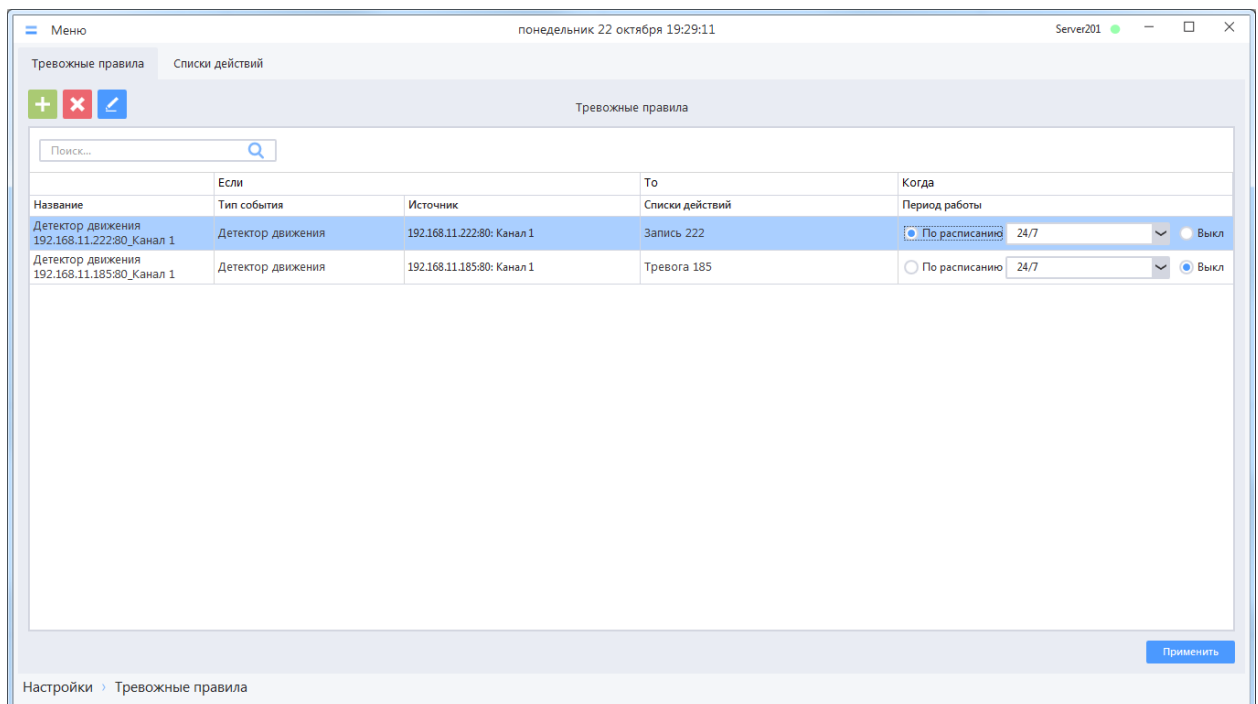 Меню понедельник 22 октября 19:29:11 Server201
Тревожные правила Списки действий
Тревожные правила
Поиск...
Если То Когда
Название Тип события Источник Списки действий Период работы
Детектор движения
192.168.11.222:80_Канал 1 Детектор движения 192.168.11.222:80: Канал 1 Запись 222 По расписанию 24/7 Выкл
Детектор движения
192.168.11.185:80_Канал 1 Детектор движения 192.168.11.185:80: Канал 1 Тревога 185 По расписанию 24/7 Выкл
Применить
Настройки › Тревожные правила